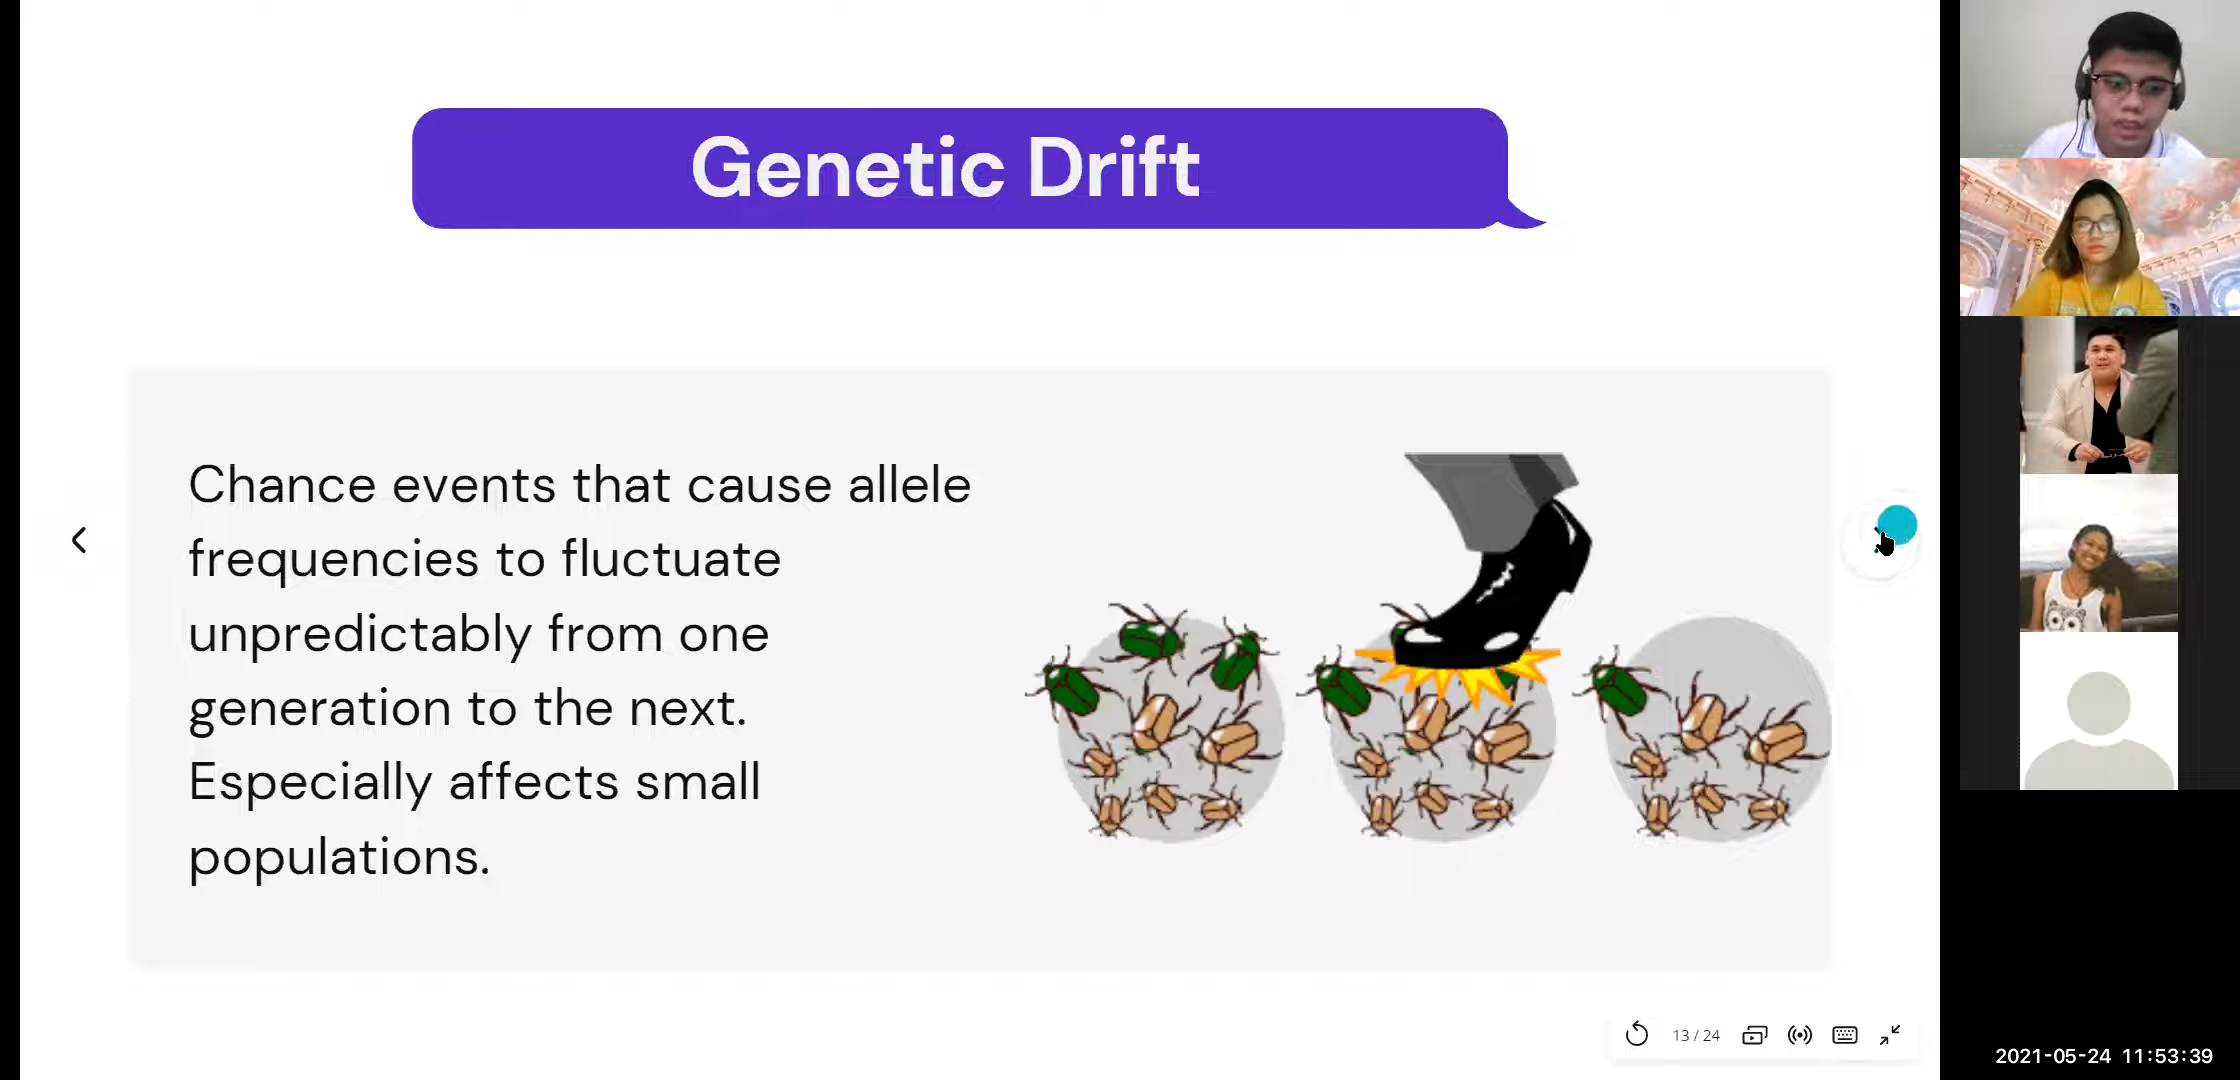 Genetic Drift
Chance events that cause allele
frequencies to fluctuate
unpredictably from one
generation to the next.
Especially affects small
populations.
13 / 24
2021-05-24 11:53:39